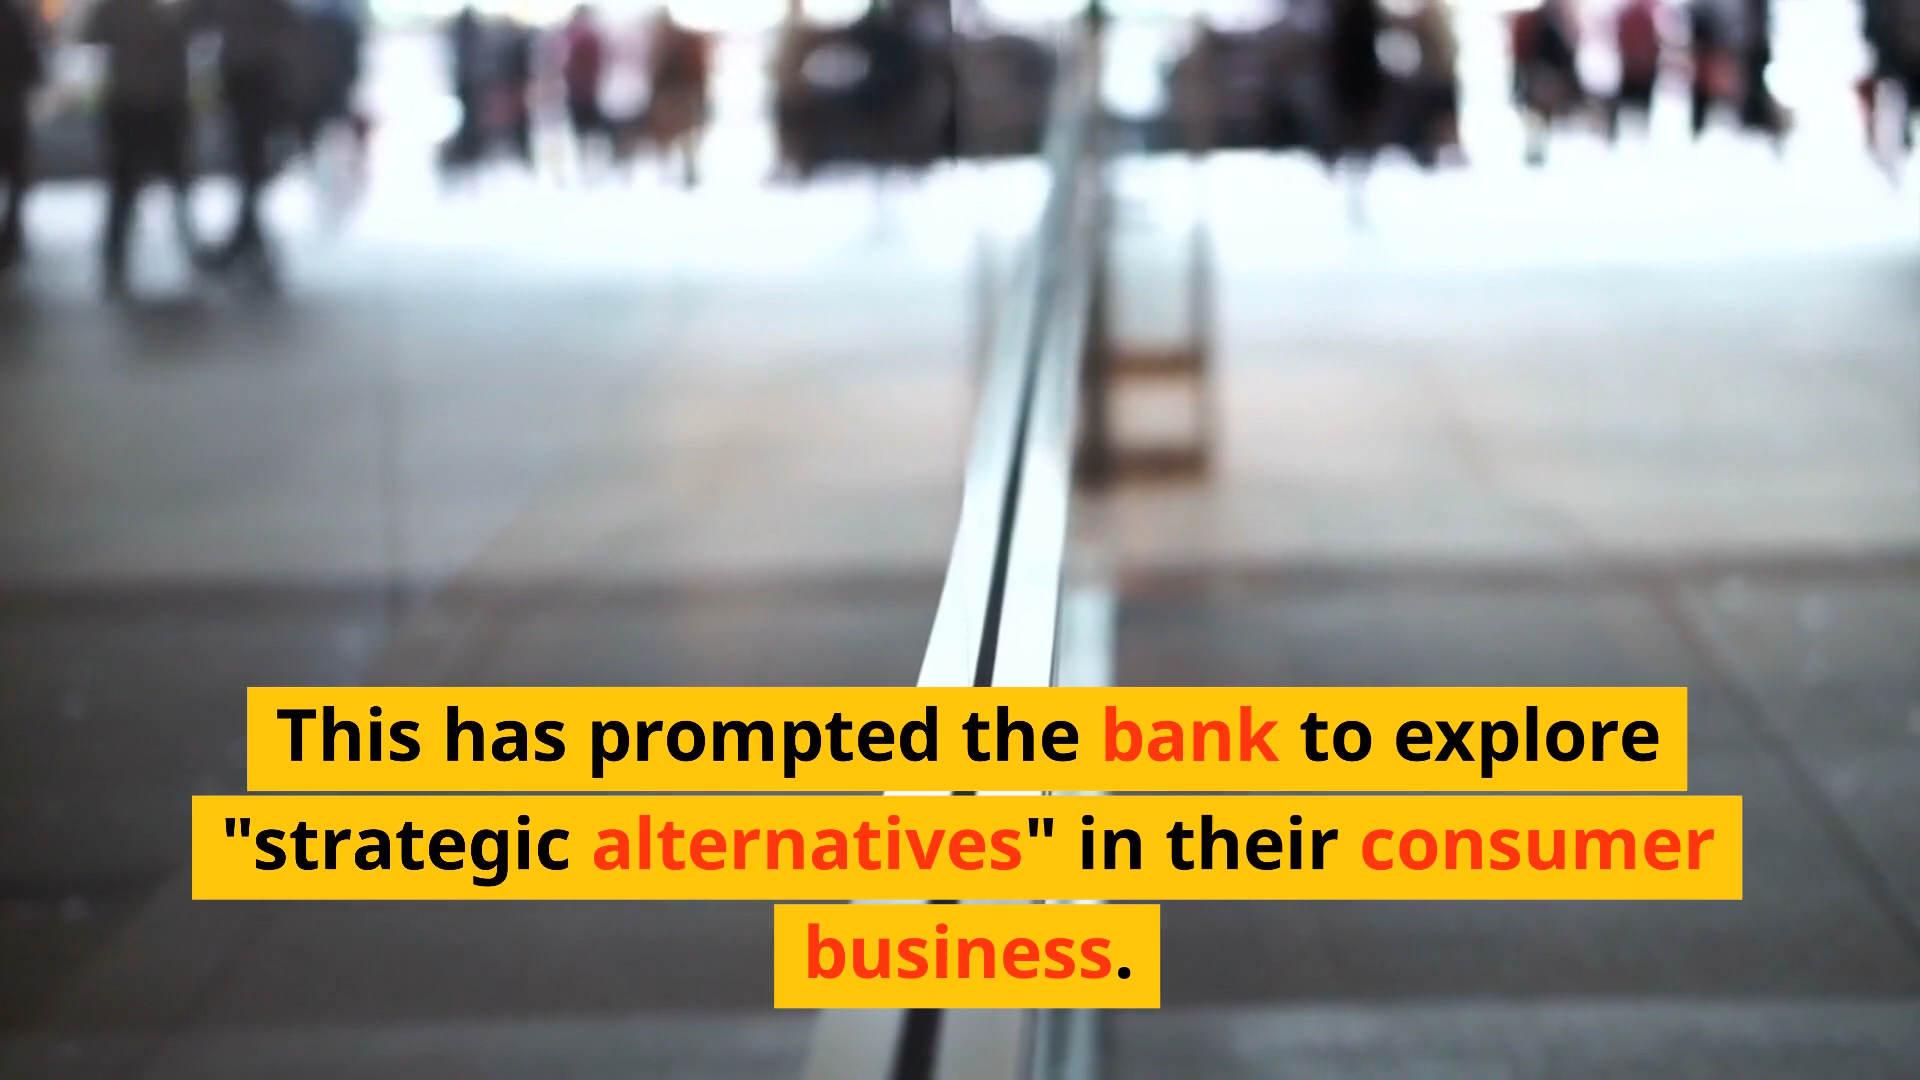 This has prompted the bank to explore
"strategic alternatives" in their consumer
business.